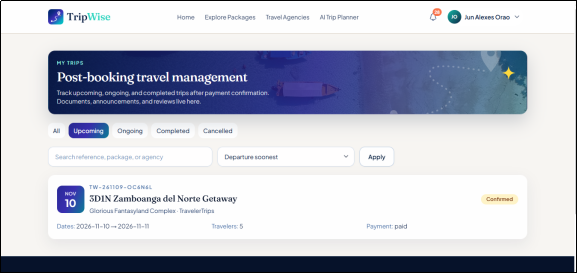 TripWise
Home Explore Packages Travel Agencies AI Trip Planner
28 JO Jun Alexes Orao
MY TRIPS
Post-booking travel management
Track upcoming, ongoing, and completed trips after payment confirmation.
Documents, announcements, and reviews live here.
All Upcoming Ongoing Completed Cancelled
Search reference, package, or agency Departure soonest Apply
NOV
10
TW-261109-OC6N6L
3D1N Zamboanga del Norte Getaway
Glorious Fantasyland Complex · TravelerTrips
Confirmed
Dates: 2026-11-10 → 2026-11-11 Travelers: 5 Payment: paid